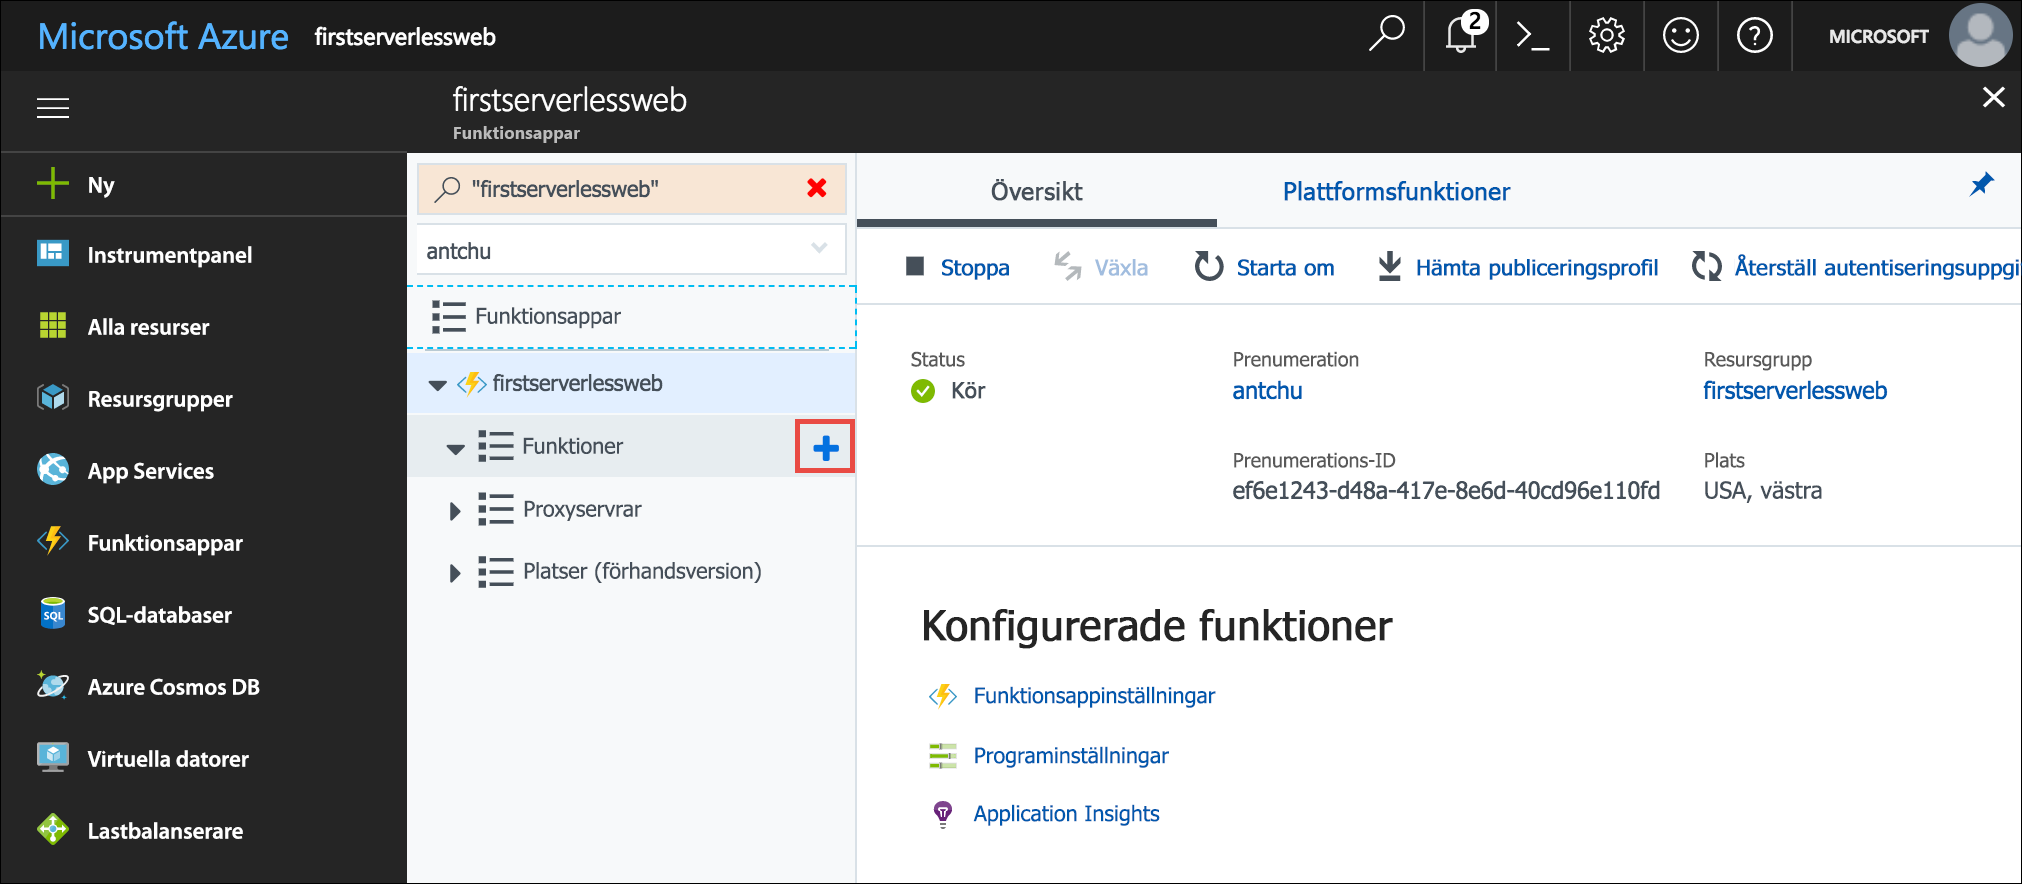 Microsoft Azure firstserverlessweb
2
MICROSOFT
firstserverlessweb
Funktionsappar
Ny
Instrumentpanel
Alla resurser
Resursgrupper
App Services
Funktionsappar
SQL
SQL-databaser
Azure Cosmos DB
Virtuella datorer
Lastbalanserare
"firstserverlessweb"
antchu
Funktionsappar
firstserverlessweb
Funktioner
Proxyservrar
Platser (förhandsversion)
Översikt
Plattformsfunktioner
Stoppa
Växla
Starta om
Hämta publiceringsprofil
Återställ autentiseringsuppgi
Status
Kör
Prenumeration
antchu
Resursgrupp
firstserverlessweb
Prenumerations-ID
ef6e1243-d48a-417e-8e6d-40cd96e110fd
Plats
USA, västra
Konfigurerade funktioner
Funktionsappinställningar
Programinställningar
Application Insights